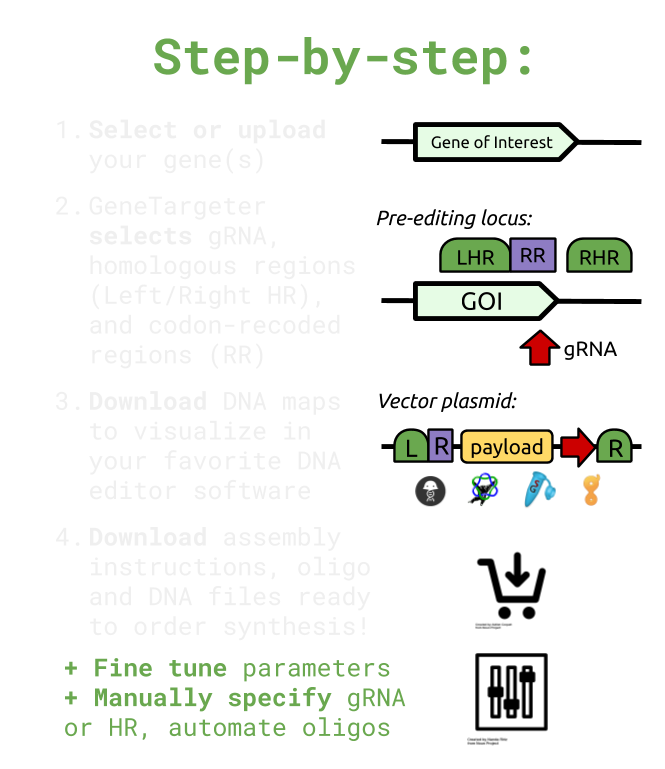 Step-by-step:
1. Select or upload
your gene(s)
2. GeneTargeter
selects gRNA,
homologous regions
(Left/Right HR),
and codon-recoded
regions (RR)
3. Download DNA maps
to visualize in
your favorite DNA
editor software
4. Download assembly
instructions, oligo
and DNA files ready
to order synthesis!
+ Fine tune parameters
+ Manually specify gRNA
or HR, automate oligos
Gene of Interest
Pre-editing locus:
LHR RR RHR
GOI
gRNA
Vector plasmid:
L R payload R